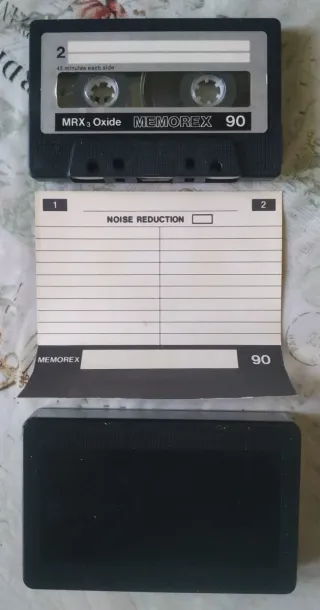 2
45 minutes each side
MRX3 Oxide MEMOREX 90
1 2
NOISE REDUCTION
MEMOREX 90